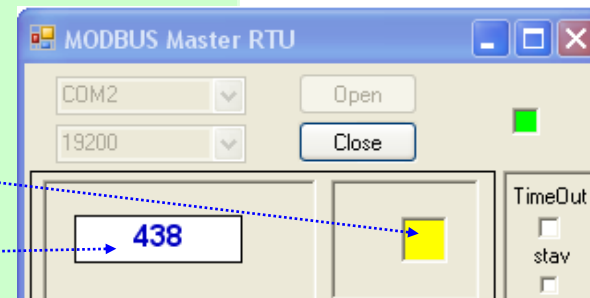 MODBUS Master RTU
COM2
Open
19200
Close
TimeOut
438
stav